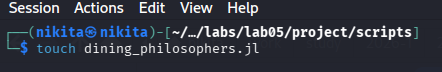 Session Actions Edit View Help
┌──(nikita㉿nikita)-[~/…/labs/lab05/project/scripts]
└─$ touch dining_philosophers.jl